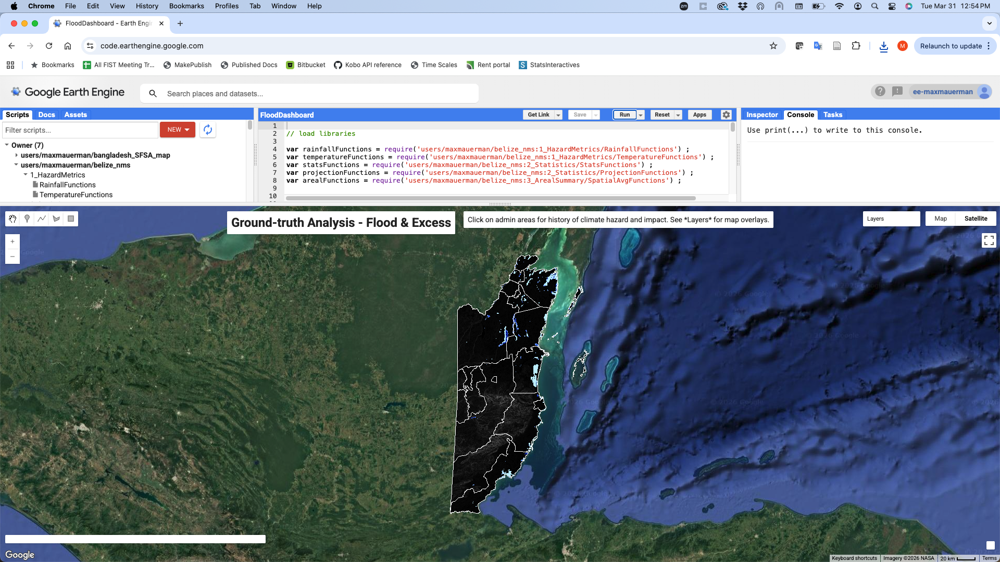 Chrome File Edit View History Bookmarks Profiles Tab Window Help
zm
Tue Mar 31 12:54 PM
FloodDashboard - Earth Engin
code.earthengine.google.com
M
Relaunch to update
Bookmarks
All FIST Meeting Tr...
MakePublish
Published Docs
Bitbucket
Kobo API reference
Time Scales
Rent portal
StatsInteractives
Google Earth Engine
Search places and datasets...
ee-maxmauerman
Scripts Docs Assets
Filter scripts...
NEW
Owner (7)
users/maxmauerman/bangladesh_SFSA_map
users/maxmauerman/belize_nms
1_HazardMetrics
RainfallFunctions
TemperatureFunctions
FloodDashboard
Get Link
Save
Run
Reset
Apps
1
2 // load libraries
3
4 var rainfallFunctions = require('users/maxmauerman/belize_nms:1_HazardMetrics/RainfallFunctions') ;
5 var temperatureFunctions = require('users/maxmauerman/belize_nms:1_HazardMetrics/TemperatureFunctions') ;
6 var statsFunctions = require('users/maxmauerman/belize_nms:2_Statistics/StatsFunctions') ;
7 var projectionFunctions = require('users/maxmauerman/belize_nms:2_Statistics/ProjectionFunctions') ;
8 var arealFunctions = require('users/maxmauerman/belize_nms:3_ArealSummary/SpatialAvgFunctions') ;
9
10
Inspector Console Tasks
Use print(...) to write to this console.
Ground-truth Analysis - Flood & Excess
Click on admin areas for history of climate hazard and impact. See *Layers* for map overlays.
Layers
Map
Satellite
Google
Keyboard shortcuts
Imagery ©2026 NASA
20 km
Terms